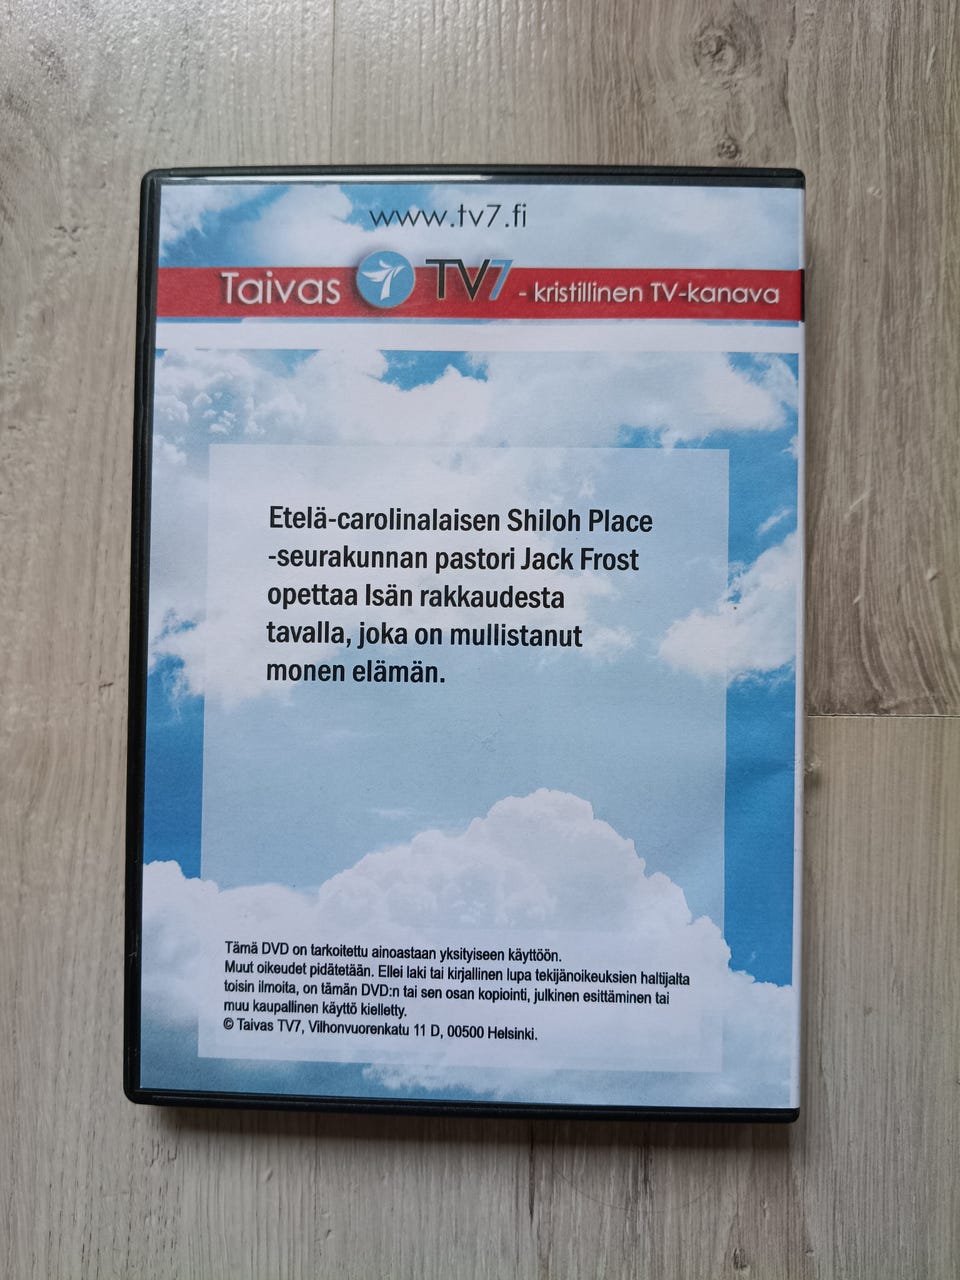 www.tv7.fi
Taivas TV7 - kristillinen TV-kanava
Etelä-carolinalaisen Shiloh Place
-seurakunnan pastori Jack Frost
opettaa Isän rakkaudesta
tavalla, joka on mullistanut
monen elämän.
Tämä DVD on tarkoitettu ainoastaan yksityiseen käyttöön.
Muut oikeudet pidätetään. Ellei laki tai kirjallinen lupa tekijänoikeuksien haltijalta
toisin ilmoita, on tämän DVD:n tai sen osan kopiointi, julkinen esittäminen tai
muu kaupallinen käyttö kielletty.
© Taivas TV7, Vilhonvuorenkatu 11 D, 00500 Helsinki.